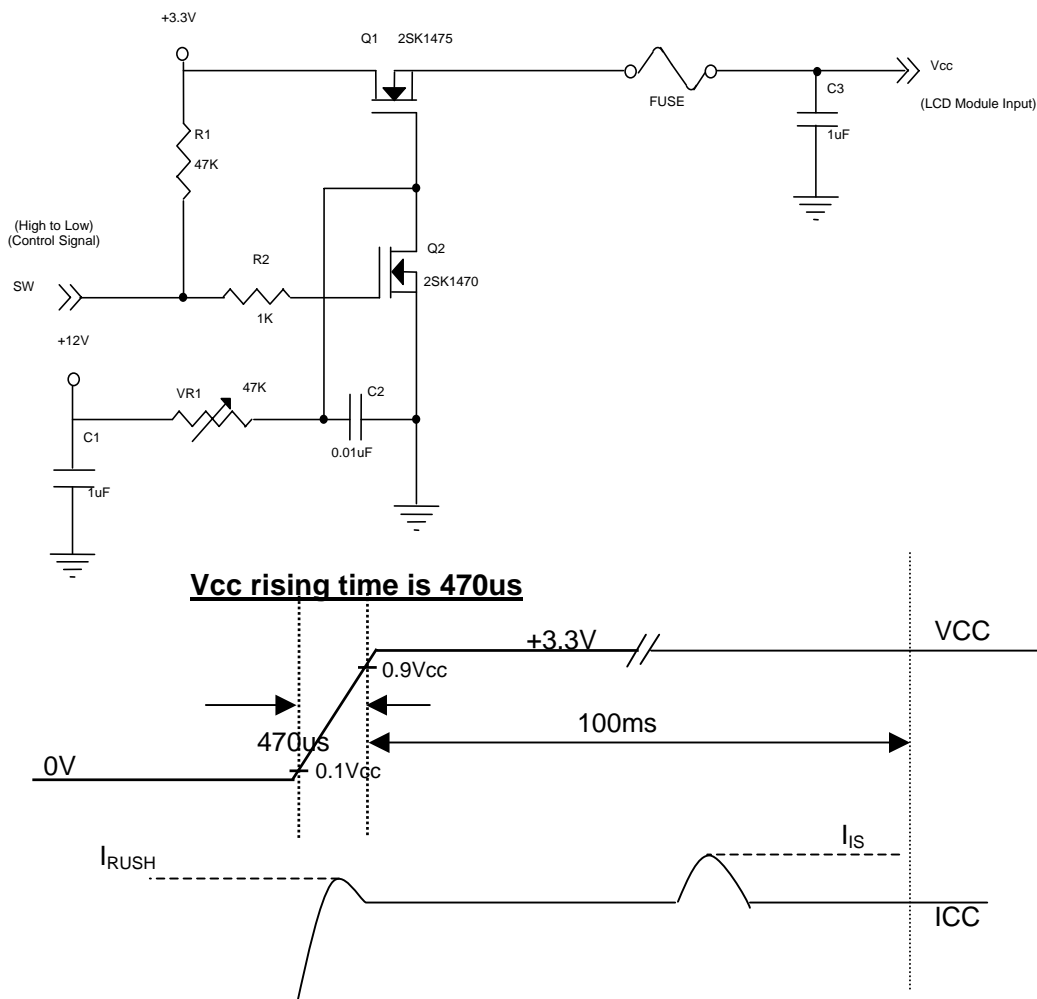 +3.3V
Q1 2SK1475
R1
47K
FUSE
C3
1uF
Vcc
(LCD Module Input)
(High to Low)
(Control Signal)
SW
R2
1K
Q2
2SK1470
+12V
VR1 47K
C2
0.01uF
C1
1uF
Vcc rising time is 470us
+3.3V
VCC
0.9Vcc
470us
100ms
0V
0.1Vcc
IRUSH
IIS
ICC